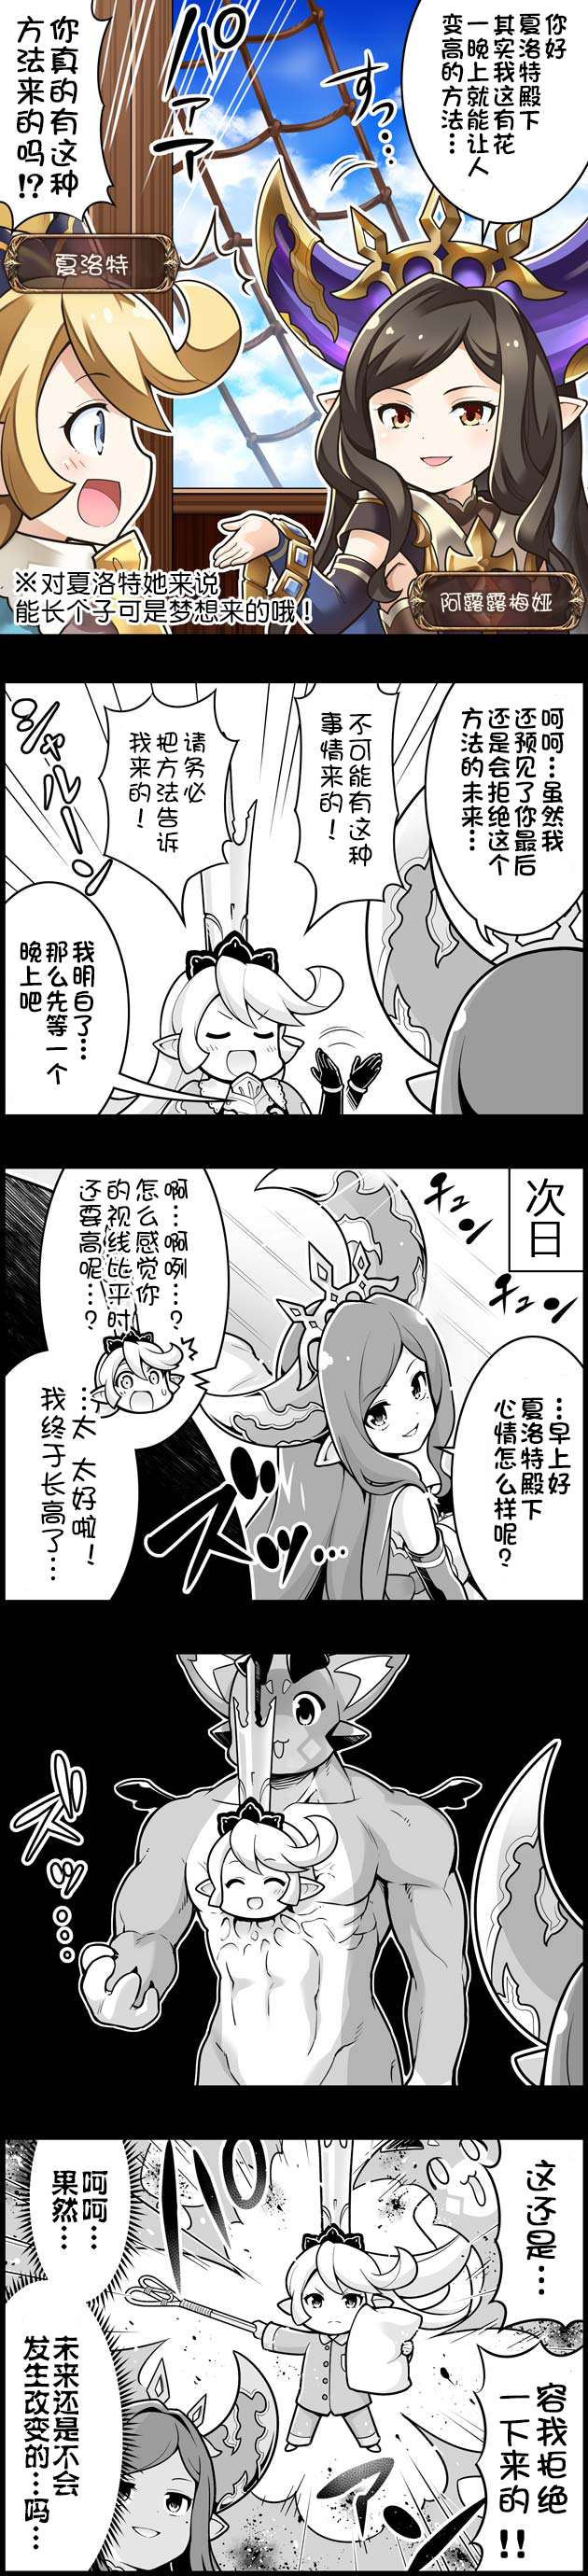 你好
夏洛特殿下
其实我这有花
一晚上就能让人
变高的方法…
すっ…
パァァ
你真的有这种
方法来的吗!?
夏洛特
※对夏洛特她来说
能长个子可是梦想来的哦！
阿露露梅娅
呵呵…虽然我
还预见了你最后
还是会拒绝这个
方法的未来…
不可能有这种
事情来的！
请务必
把方法告诉
我来的！
シャルー！
我明白了…
那么先等一个
晚上吧
次日
チュン
チュン
…早上好
夏洛特殿下
心情怎么样呢？
啊…啊咧…？
怎么感觉你
的视线比平时
还要高呢…？
…太 太好啦！
我终于长高了…
ズズッ…
ズズッ…
这还是…
容我拒绝
一下来的!!
呵呵…
果然…
未来还是不会
发生改变的…吗…